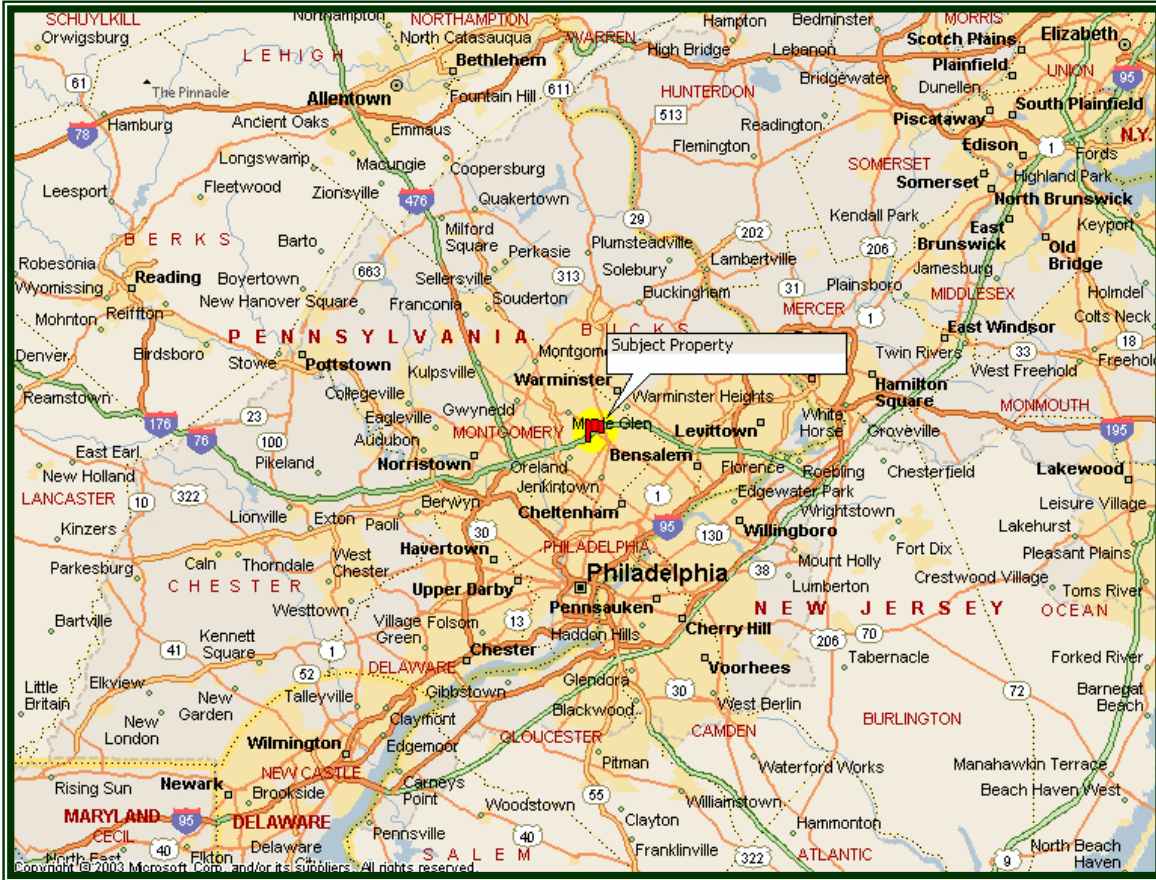 SCHUYLKILL
Orwigsburg
Northampton
NORTHAMPTON
North Catasauqua
WARREN
Hampton
Bedminster
MORRIS
Scotch Plains
Elizabeth
LEHIGH
Bethlehem
High Bridge
Lebanon
Plainfield
UNION
61
The Pinnacle
Allentown
Fountain Hill
611
HUNTERDON
Bridgewater
Dunellen
95
78
Hamburg
Ancient Oaks
Emmaus
513
Readington
Piscataway
South Plainfield
N.Y.
Longswamp
Macungie
Coopersburg
Flemington
SOMERSET
Edison
1
Fords
Leesport
Fleetwood
Zionsville
476
Quakertown
Somerset
Highland Park
North Brunswick
BERKS
Barto
Milford
Square
Perkasie
29
Plumsteadville
202
Kendall Park
206
East
Brunswick
Keyport
Old
Bridge
Robesonia
Reading
Boyertown
663
Sellersville
313
Solebury
Lambertville
Jamesburg
Wyomissing
New Hanover Square
Franconia
Souderton
Buckingham
31
Plainsboro
MIDDLESEX
Holmdel
Mohnton
Reiffton
MERCER
1
Colts Neck
PENNSYLVANIA
BUCKS
East Windsor
18
Denver
Birdsboro
Stowe
Pottstown
Kulpsville
Subject Property
Twin Rivers
33
Freehold
Reamstown
Collegeville
Warminster
West Freehold
Hamilton
Square
176
76
23
Eagleville
Gwynedd
Warminster Heights
MONMOUTH
100
Audubon
MONTGOMERY
Glen
Levittown
White
Horse
Groveville
195
East Earl
Pikeland
Norristown
Oreland
Bensalem
Florence
Roebling
Chesterfield
Lakewood
New Holland
LANCASTER
10
322
Jenkintown
1
Edgewater Park
Leisure Village
Lionville
Exton
Paoli
Berwyn
Cheltenham
Wrightstown
Kinzers
30
95
130
Willingboro
Lakehurst
Parkesburg
Caln
Thorndale
West
Chester
Havertown
PHILADELPHIA
Fort Dix
Pleasant Plains
CHESTER
Upper Darby
Philadelphia
38
Mount Holly
Crestwood Village
Lumberton
Toms River
Westtown
Village
Green
Folsom
13
Pennsauken
NEW JERSEY
OCEAN
Bartville
Kennett
Square
41
1
Haddon Hills
Cherry Hill
206
70
Tabernacle
Forked River
Chester
Voorhees
Little
Britain
Elkview
52
DELAWARE
Talleyville
Gibbstown
Glendora
30
72
Barnegat
Beach
New
Garden
New
London
Claymont
Blackwood
West Berlin
BURLINGTON
Wilmington
Edgemoor
GLOUCESTER
CAMDEN
Rising Sun
Newark
NEW CASTLE
Brookside
Carneys
Point
Pitman
Waterford Works
Manahawkin Terrace
Beach Haven West
MARYLAND
95
DELAWARE
Woodstown
55
Williamstown
CECIL
40
Elkton
Delaware
City
Pennsville
40
Clayton
Hammonton
North East
SALEM
Franklinville
322
ATLANTIC
9
North Beach
Haven
Copyright © 2003 Microsoft Corp. and/or its suppliers. All rights reserved.